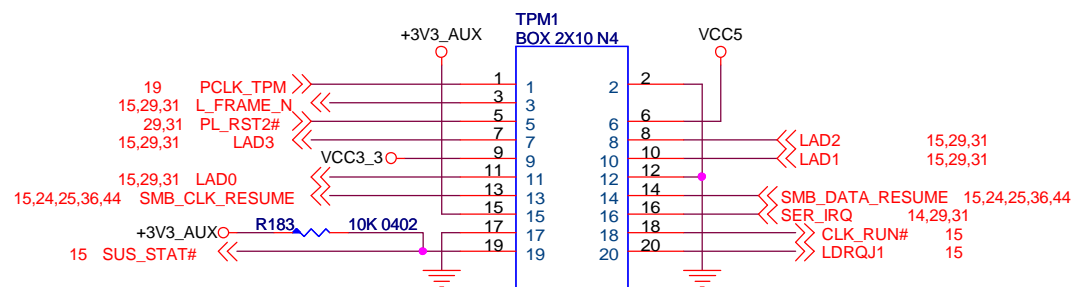 TPM1
BOX 2X10 N4
+3V3_AUX
VCC5
19 PCLK_TPM 1 1
2 2
15,29,31 L_FRAME_N 3 3
29,31 PL_RST2# 5 5
6 6
15,29,31 LAD3 7 7
8 8 LAD2 15,29,31
VCC3_3 9 9
10 10 LAD1 15,29,31
15,29,31 LAD0 11 11
12 12
15,24,25,36,44 SMB_CLK_RESUME 13 13
14 14 SMB_DATA_RESUME 15,24,25,36,44
15 15
16 16 SER_IRQ 14,29,31
+3V3_AUX R183 10K 0402 17 17
18 18 CLK_RUN# 15
15 SUS_STAT# 19 19
20 20 LDRQJ1 15